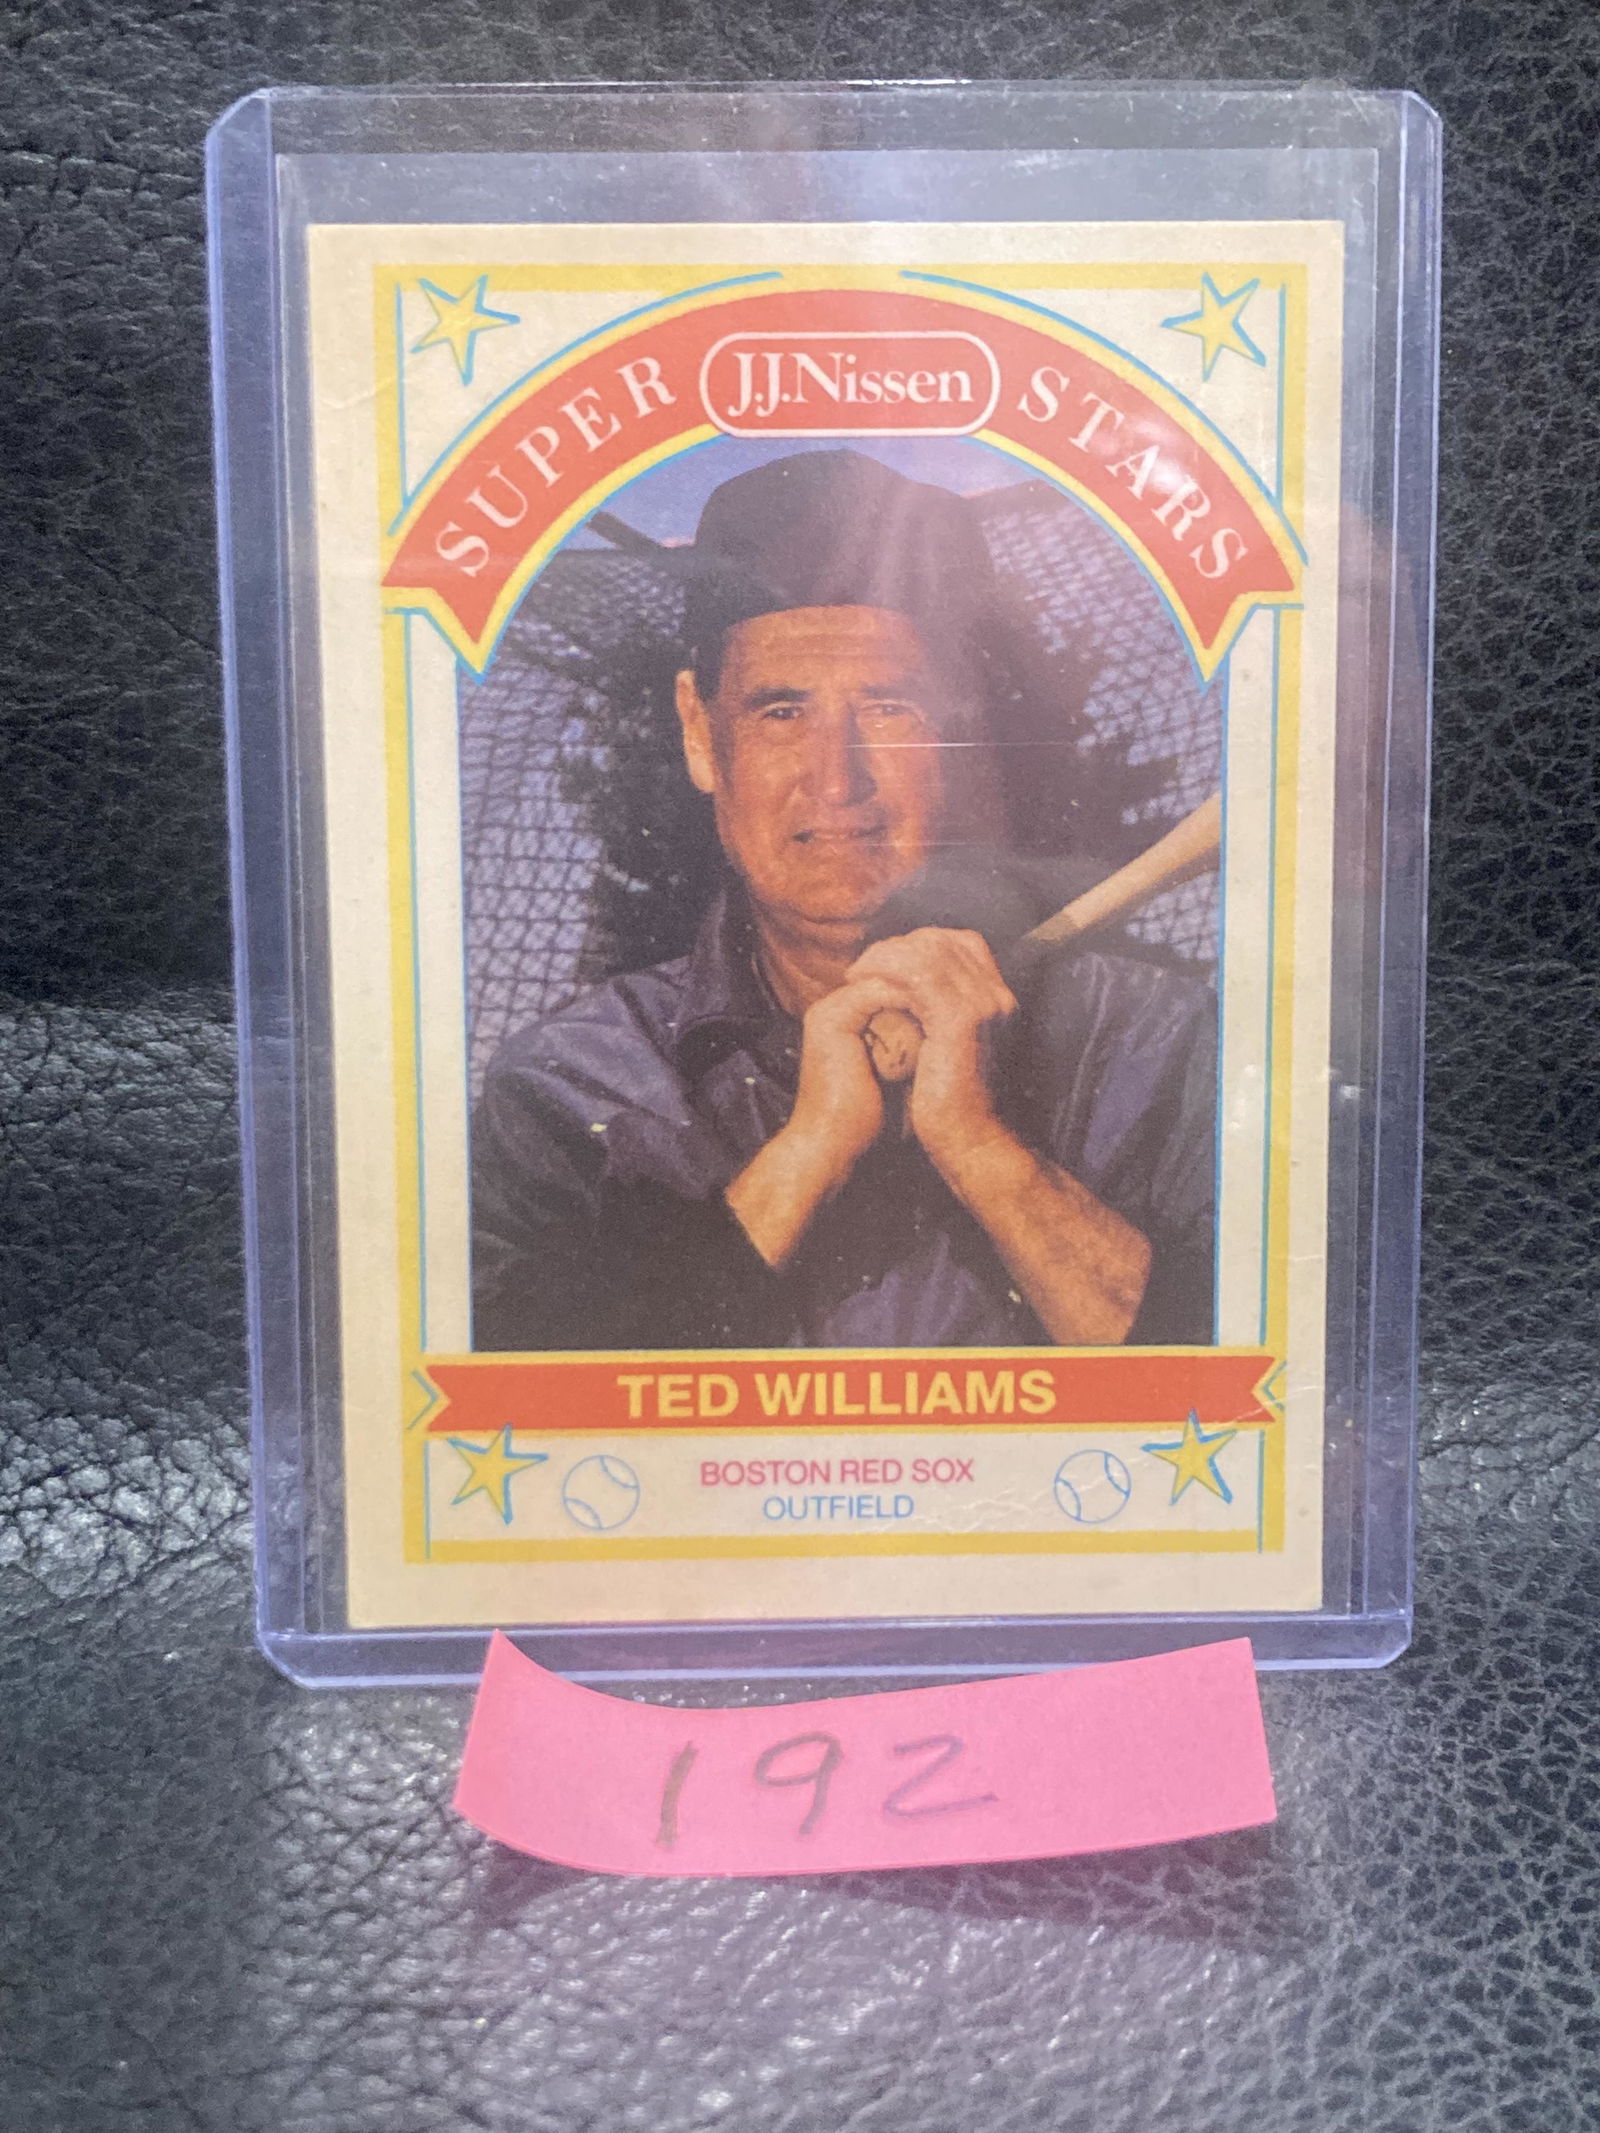 SUPER J.J.Nissen STARS
TED WILLIAMS
BOSTON RED SOX
OUTFIELD
192